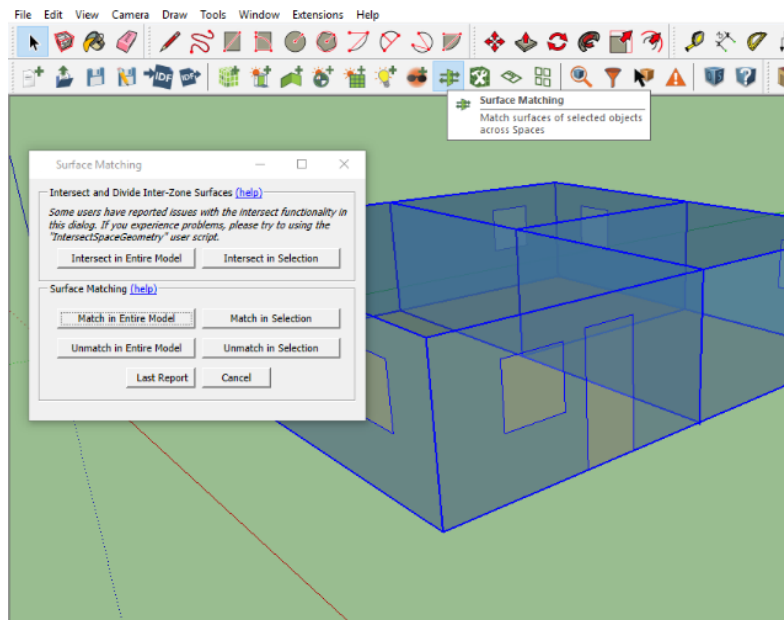 File Edit View Camera Draw Tools Window Extensions Help
IDF IDF
Surface Matching
Match surfaces of selected objects
across Spaces
Surface Matching
Intersect and Divide Inter-Zone Surfaces (help)
Some users have reported issues with the intersect functionality in
this dialog. If you experience problems, please try to using the
"IntersectSpaceGeometry" user script.
Intersect in Entire Model Intersect in Selection
Surface Matching (help)
Match in Entire Model Match in Selection
Unmatch in Entire Model Unmatch in Selection
Last Report Cancel